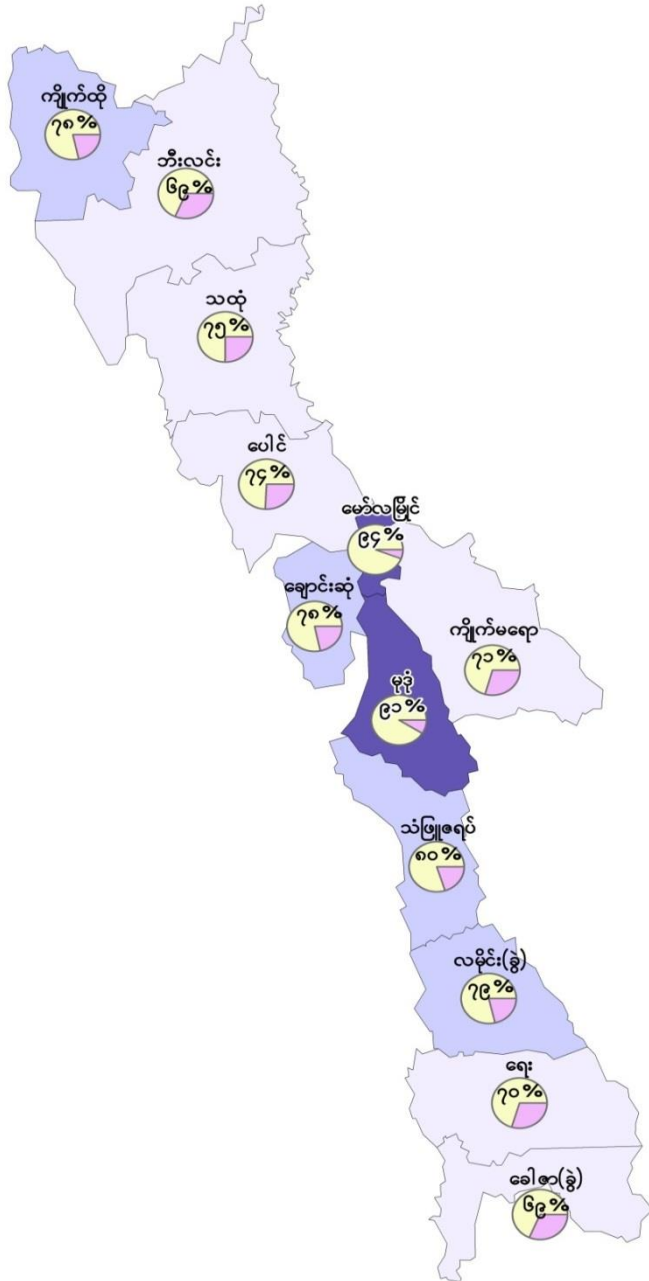 ကျိုက်ထို
၇၈%
ဘီးလင်း
၆၉%
သထုံ
၇၅%
ပေါင်
၇၄%
မော်လမြိုင်
၉၄%
ချောင်းဆုံ
၇၈%
ကျိုက်မရော
၇၁%
မုဒုံ
၉၁%
သံဖြူဇရပ်
၈၀%
လမိုင်း(ခွဲ)
၇၉%
ရေး
၇၀%
ခေါဇာ(ခွဲ)
၆၉%